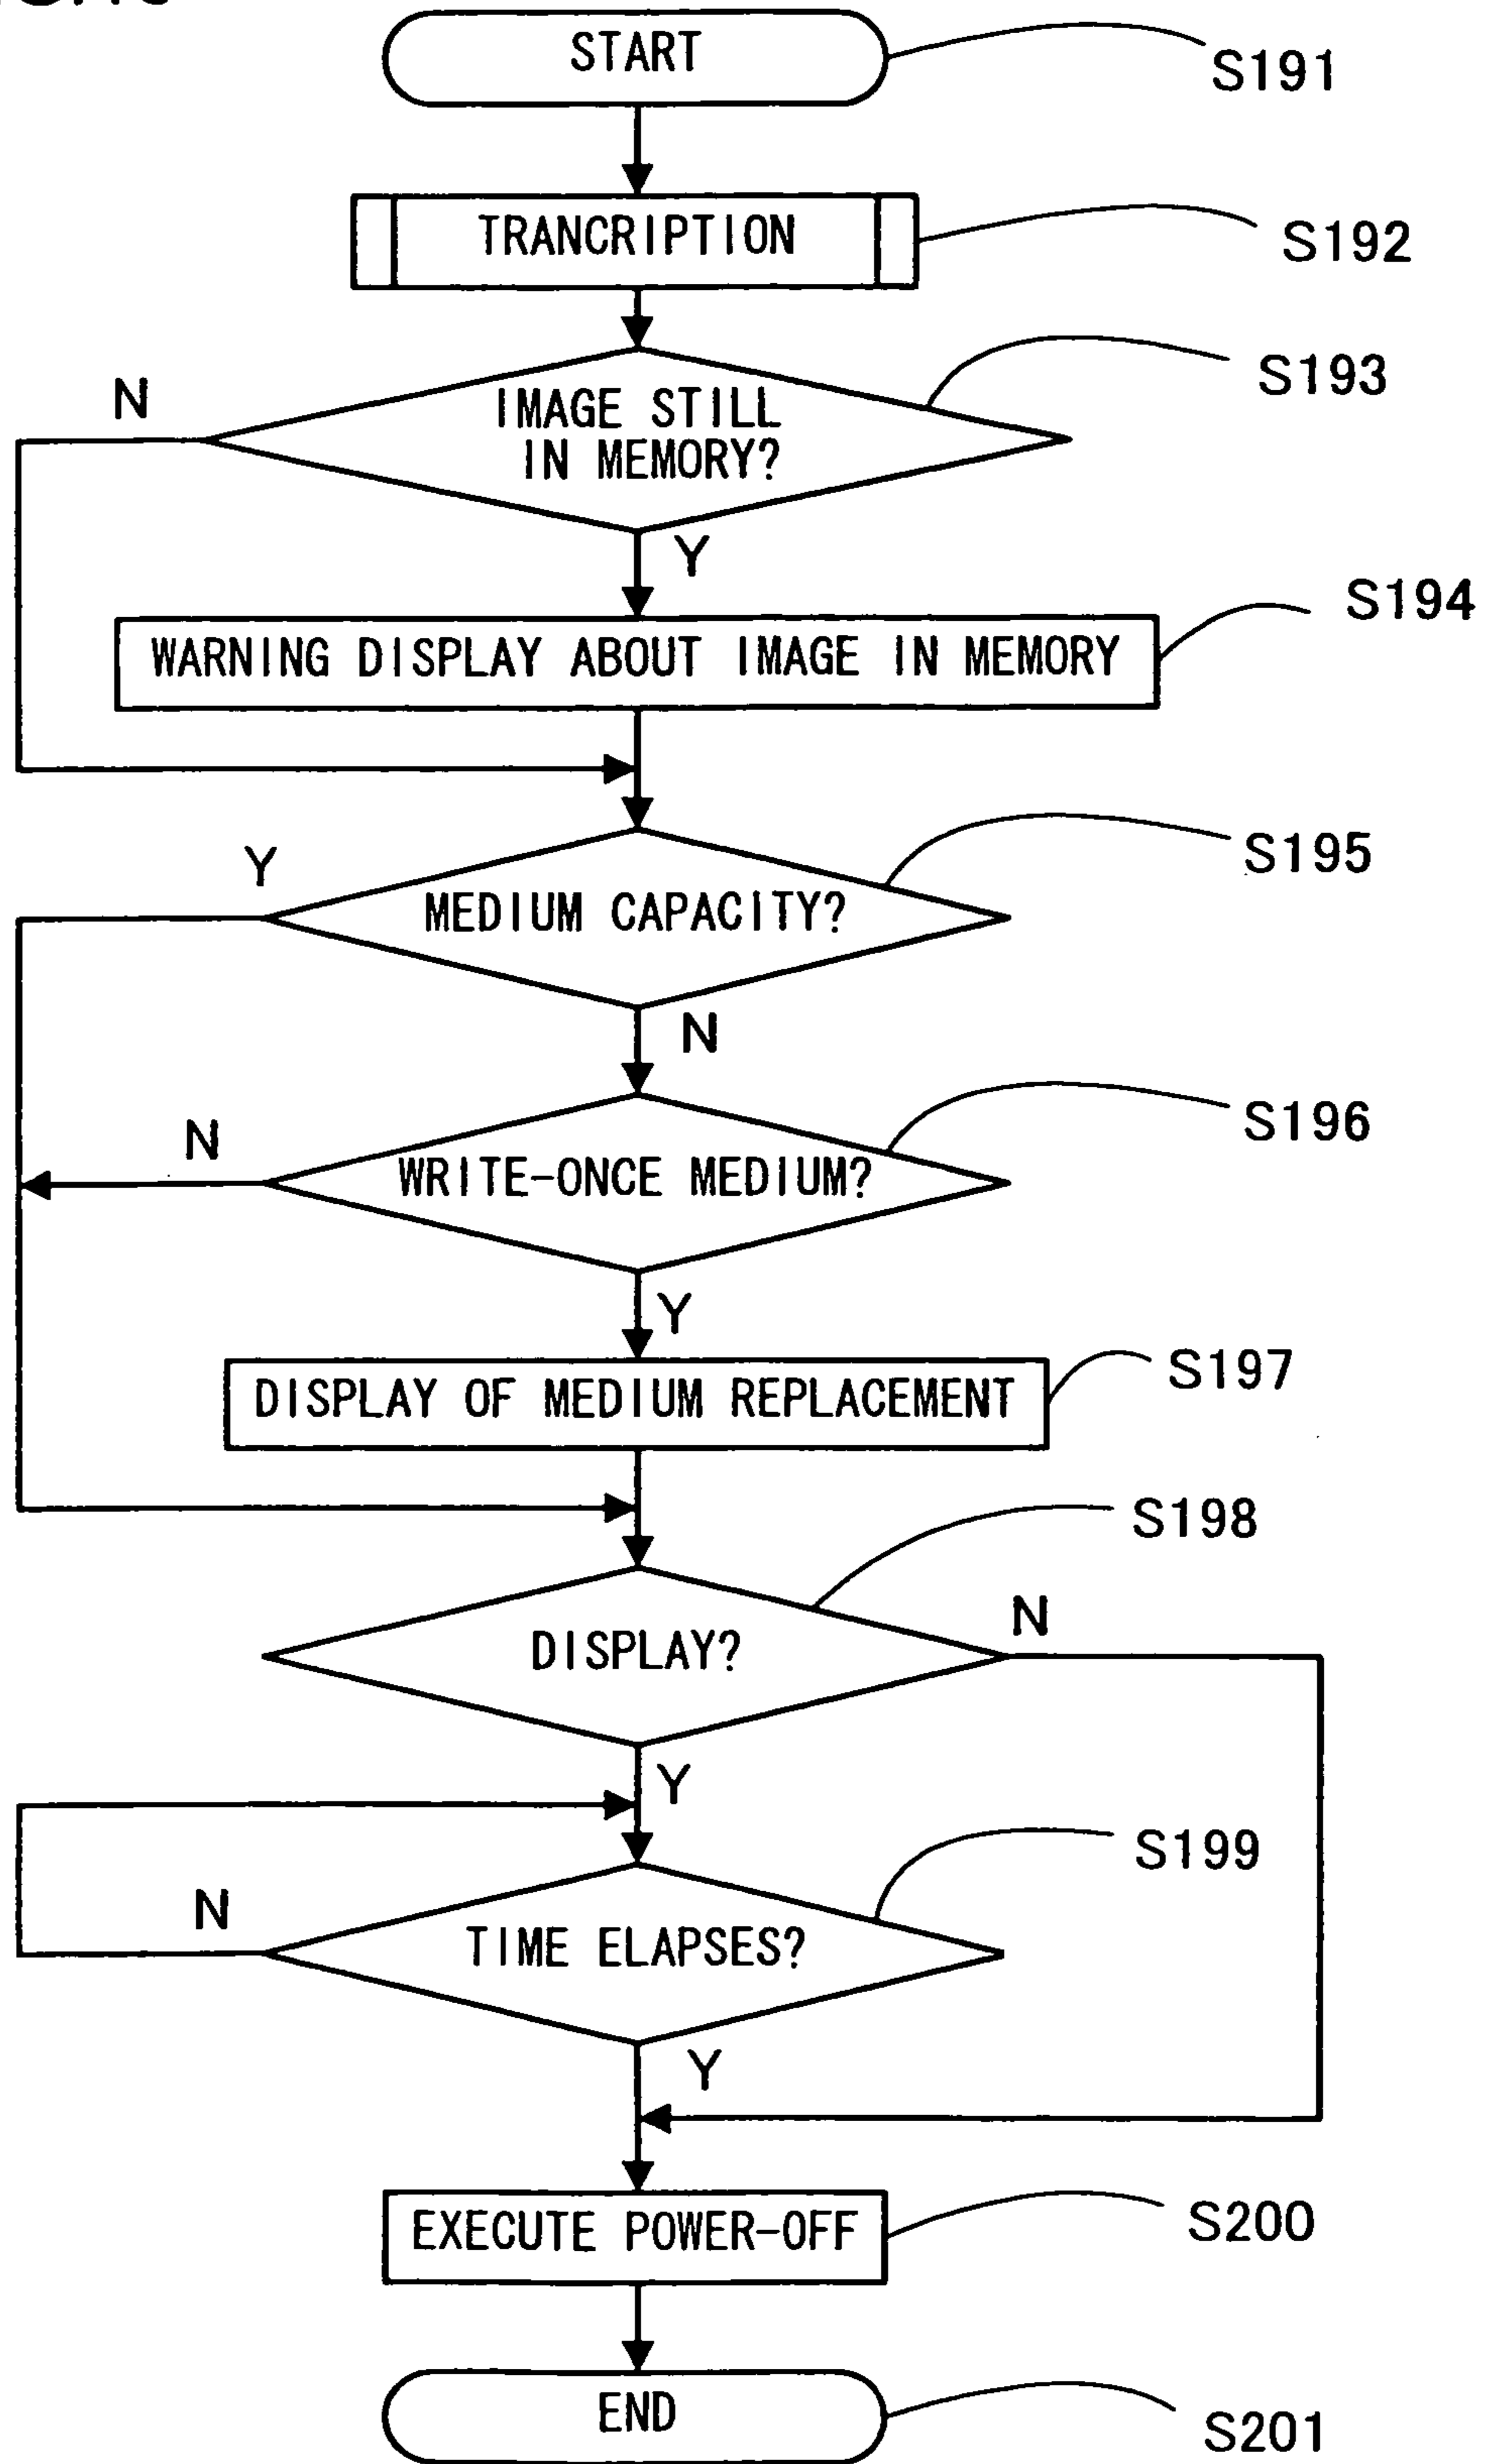 START
S191
TRANCRIPTION
S192
N
IMAGE STILL
IN MEMORY?
S193
Y
WARNING DISPLAY ABOUT IMAGE IN MEMORY
S194
Y
MEDIUM CAPACITY?
S195
N
N
WRITE-ONCE MEDIUM?
S196
Y
DISPLAY OF MEDIUM REPLACEMENT
S197
S198
DISPLAY?
N
Y
N
TIME ELAPSES?
S199
Y
EXECUTE POWER-OFF
S200
END
S201